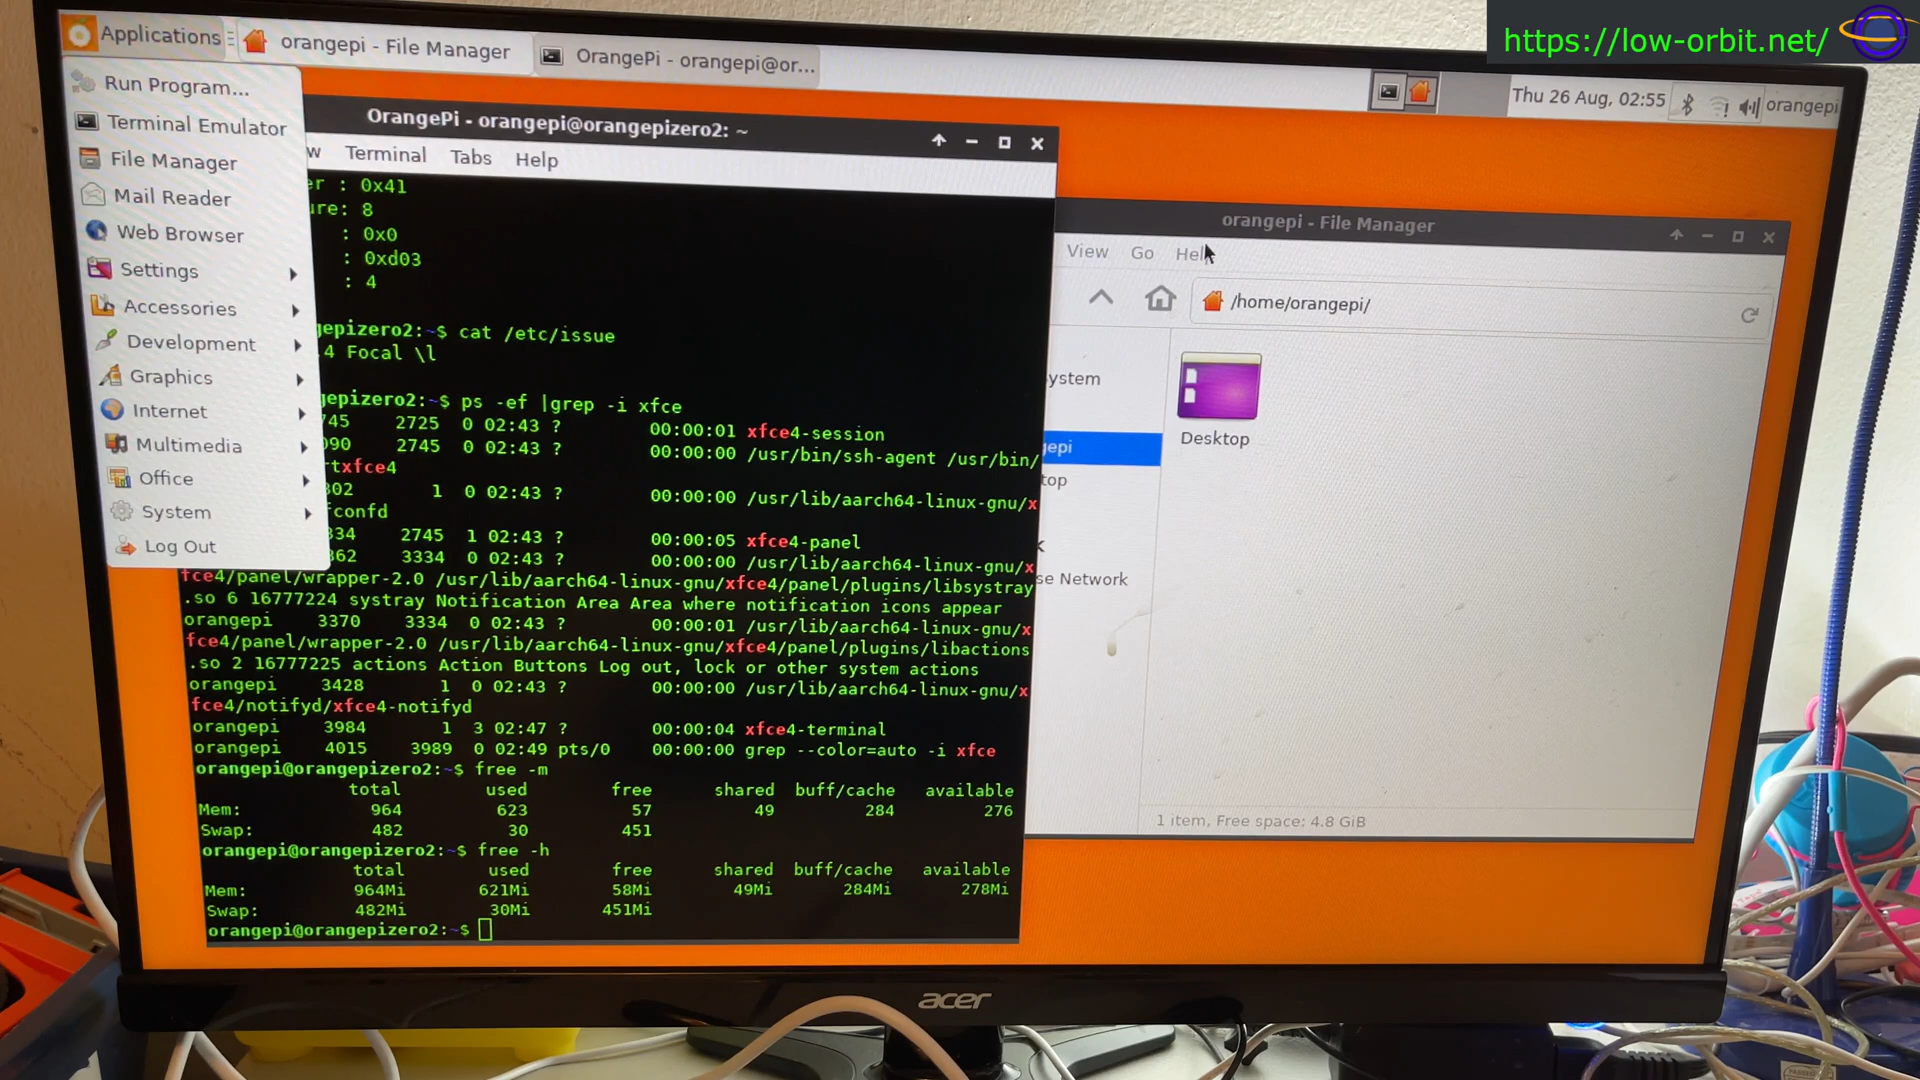 https://low-orbit.net/
Applications
orangepi - File Manager
OrangePi - orangepi@or...
Thu 26 Aug, 02:55
orangepi
Run Program...
Terminal Emulator
File Manager
Mail Reader
Web Browser
Settings
Accessories
Development
Graphics
Internet
Multimedia
Office
System
Log Out
OrangePi - orangepi@orangepizero2: ~
w Terminal Tabs Help
er : 0x41
ure: 8
: 0x0
: 0xd03
: 4
gepizero2:~$ cat /etc/issue
.4 Focal \l
gepizero2:~$ ps -ef |grep -i xfce
745 2725 0 02:43 ? 00:00:01 xfce4-session
090 2745 0 02:43 ? 00:00:00 /usr/bin/ssh-agent /usr/bin/
rtxfce4
302 1 0 02:43 ? 00:00:00 /usr/lib/aarch64-linux-gnu/x
fconfd
334 2745 1 02:43 ? 00:00:05 xfce4-panel
362 3334 0 02:43 ? 00:00:00 /usr/lib/aarch64-linux-gnu/x
fce4/panel/wrapper-2.0 /usr/lib/aarch64-linux-gnu/xfce4/panel/plugins/libsystray
.so 6 16777224 systray Notification Area Area where notification icons appear
orangepi 3370 3334 0 02:43 ? 00:00:01 /usr/lib/aarch64-linux-gnu/x
fce4/panel/wrapper-2.0 /usr/lib/aarch64-linux-gnu/xfce4/panel/plugins/libactions
.so 2 16777225 actions Action Buttons Log out, lock or other system actions
orangepi 3428 1 0 02:43 ? 00:00:00 /usr/lib/aarch64-linux-gnu/x
fce4/notifyd/xfce4-notifyd
orangepi 3984 1 3 02:47 ? 00:00:04 xfce4-terminal
orangepi 4015 3989 0 02:49 pts/0 00:00:00 grep --color=auto -i xfce
orangepi@orangepizero2:~$ free -m
total used free shared buff/cache available
Mem: 964 623 57 49 284 276
Swap: 482 30 451
orangepi@orangepizero2:~$ free -h
total used free shared buff/cache available
Mem: 964Mi 621Mi 58Mi 49Mi 284Mi 278Mi
Swap: 482Mi 30Mi 451Mi
orangepi@orangepizero2:~$
orangepi - File Manager
View Go Help
/home/orangepi/
ystem
gepi
top
k
se Network
Desktop
1 item, Free space: 4.8 GiB
acer